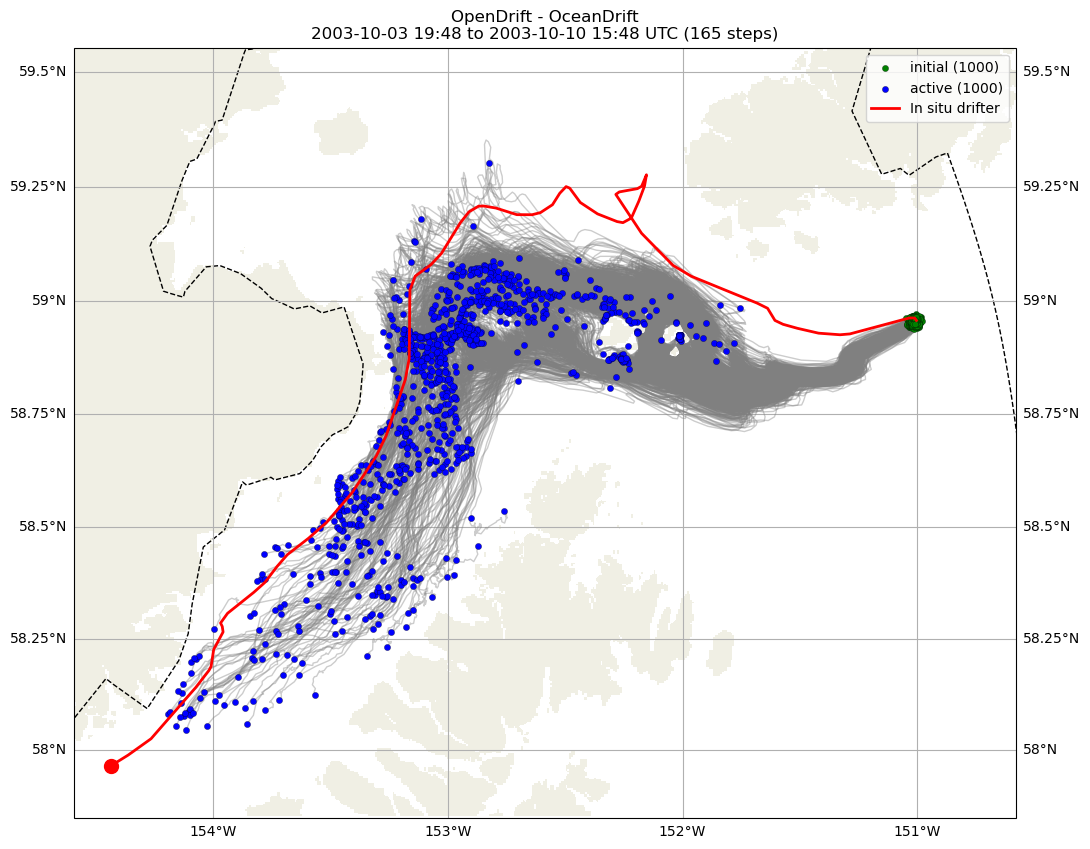 OpenDrift - OceanDrift
2003-10-03 19:48 to 2003-10-10 15:48 UTC (165 steps)
initial (1000)
active (1000)
In situ drifter
59.5°N 59.5°N
59.25°N 59.25°N
59°N 59°N
58.75°N 58.75°N
58.5°N 58.5°N
58.25°N 58.25°N
58°N 58°N
154°W 153°W 152°W 151°W